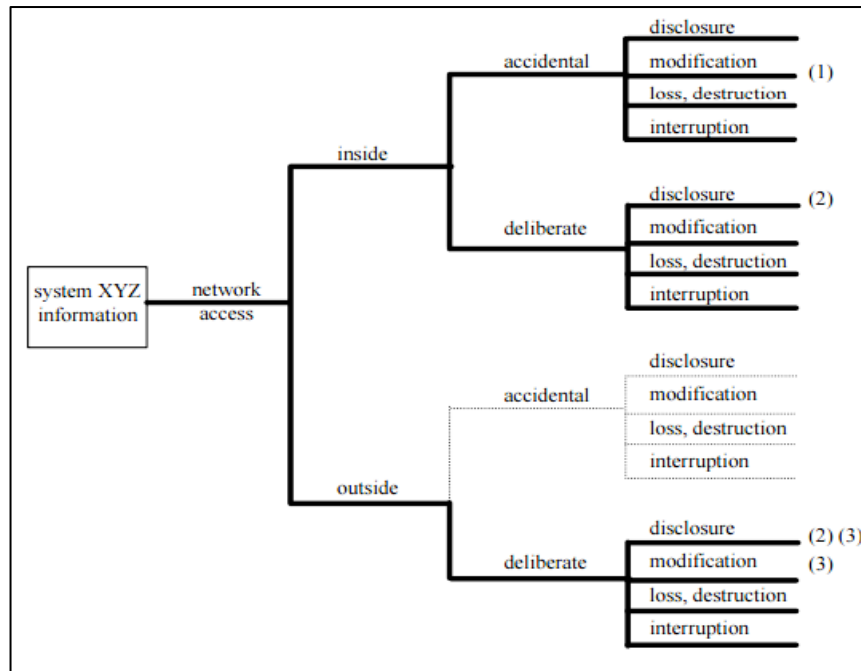 disclosure
accidental
modification
(1)
loss, destruction
interruption
inside
disclosure
(2)
deliberate
modification
loss, destruction
interruption
system XYZ
information
network
access
disclosure
accidental
modification
loss, destruction
interruption
outside
disclosure
(2) (3)
deliberate
modification
(3)
loss, destruction
interruption